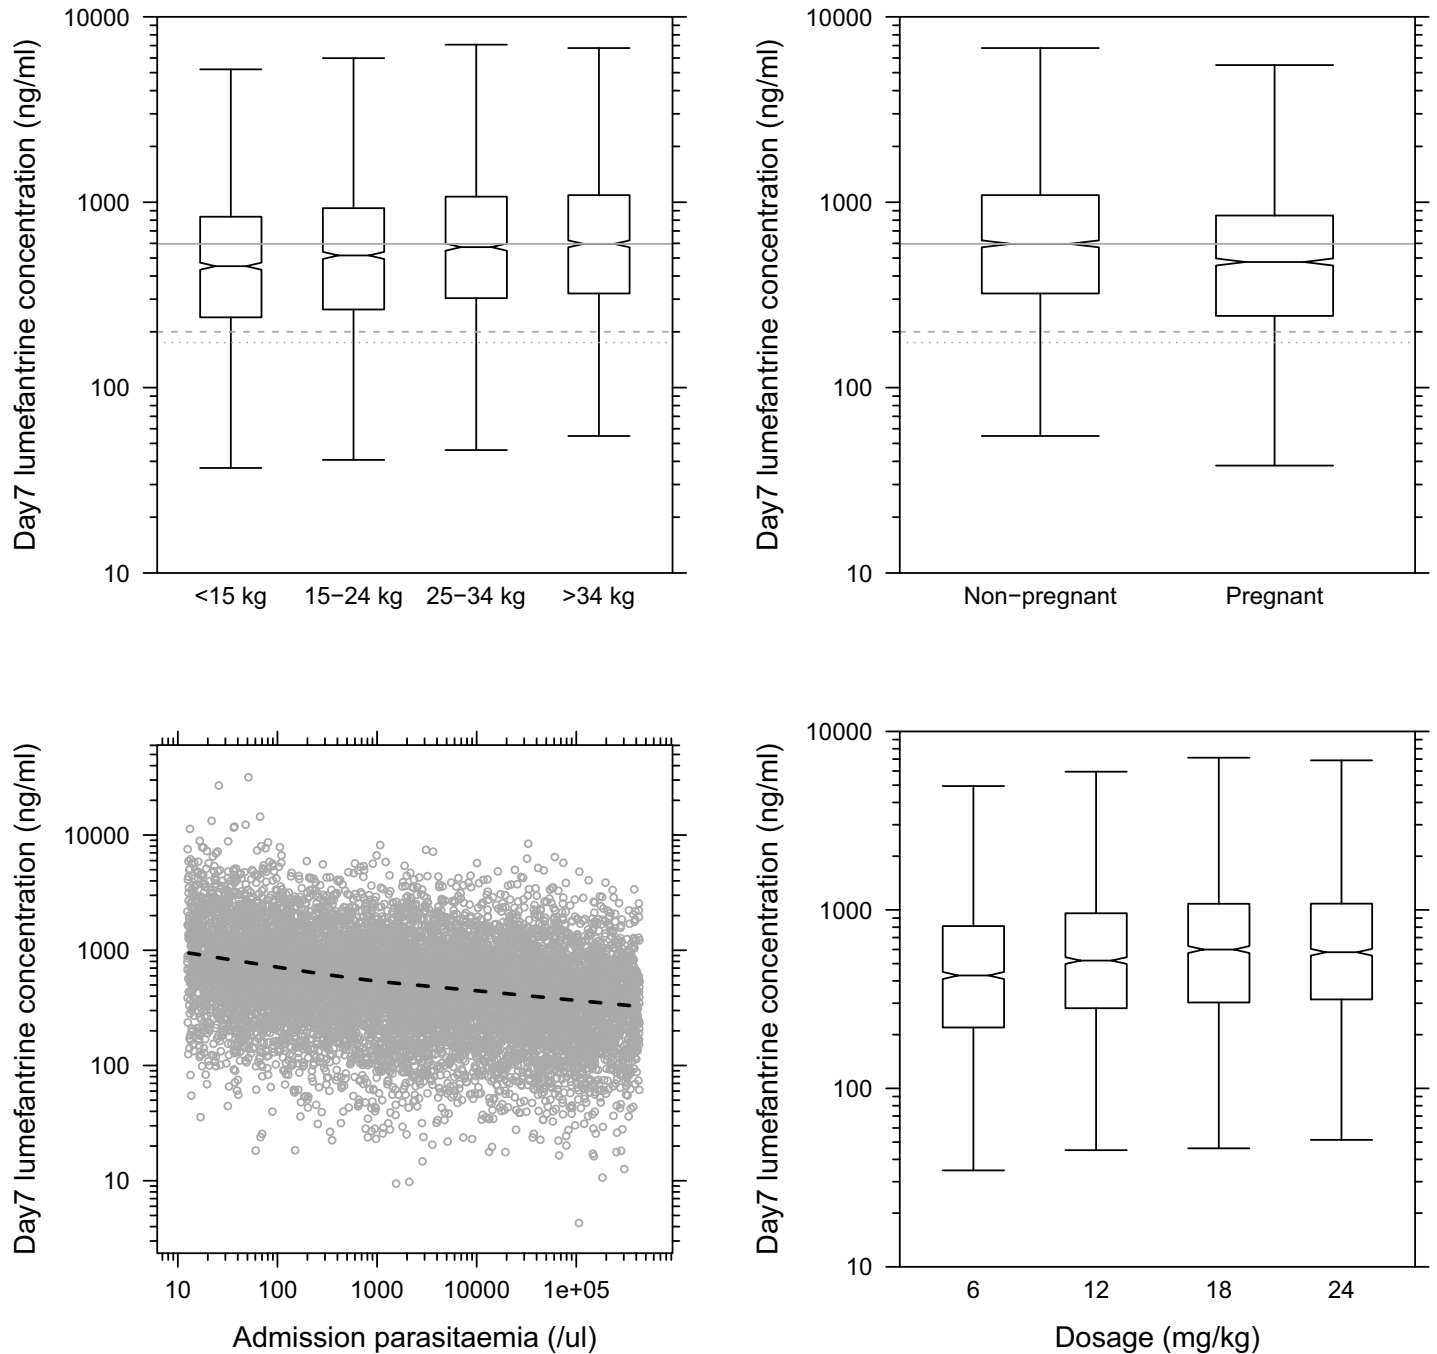 Day7 lumefantrine concentration (ng/ml)
10000
1000
100
10
<15 kg 15−24 kg 25−34 kg >34 kg
Day7 lumefantrine concentration (ng/ml)
10000
1000
100
10
Non−pregnant Pregnant
Day7 lumefantrine concentration (ng/ml)
10000
1000
100
10
10 100 1000 10000 1e+05
Admission parasitaemia (/ul)
Day7 lumefantrine concentration (ng/ml)
10000
1000
100
10
6 12 18 24
Dosage (mg/kg)